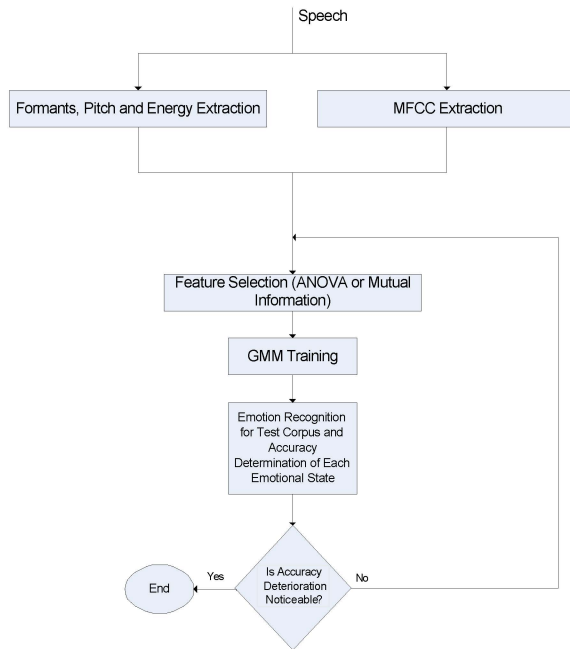 Speech
Formants, Pitch and Energy Extraction
MFCC Extraction
Feature Selection (ANOVA or Mutual
Information)
GMM Training
Emotion Recognition
for Test Corpus and
Accuracy
Determination of Each
Emotional State
Is Accuracy
Deterioration
Noticeable?
Yes
No
End